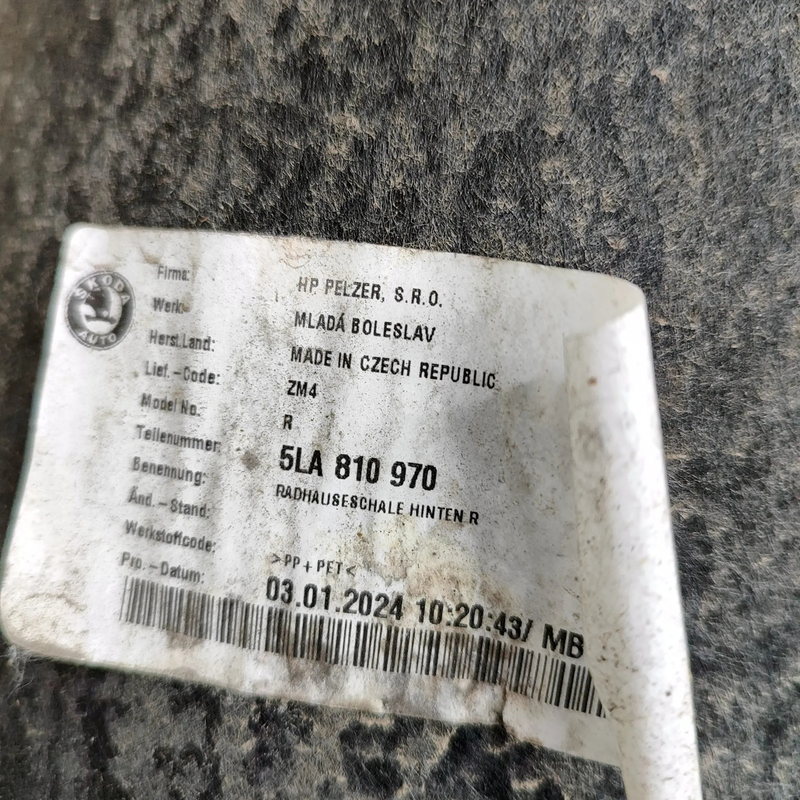 ŠKODA
AUTO
Firma: HP PELZER, S.R.O.
Werk: MLADÁ BOLESLAV
Herst.Land: MADE IN CZECH REPUBLIC
Lief.-Code: ZM4
Model No. R
Teilenummer: 5LA 810 970
Benennung: RADHAUSESCHALE HINTEN R
Änd.-Stand:
Werkstoffcode: >PP+PET<
Pro.-Datum: 03.01.2024 10:20:43/ MB